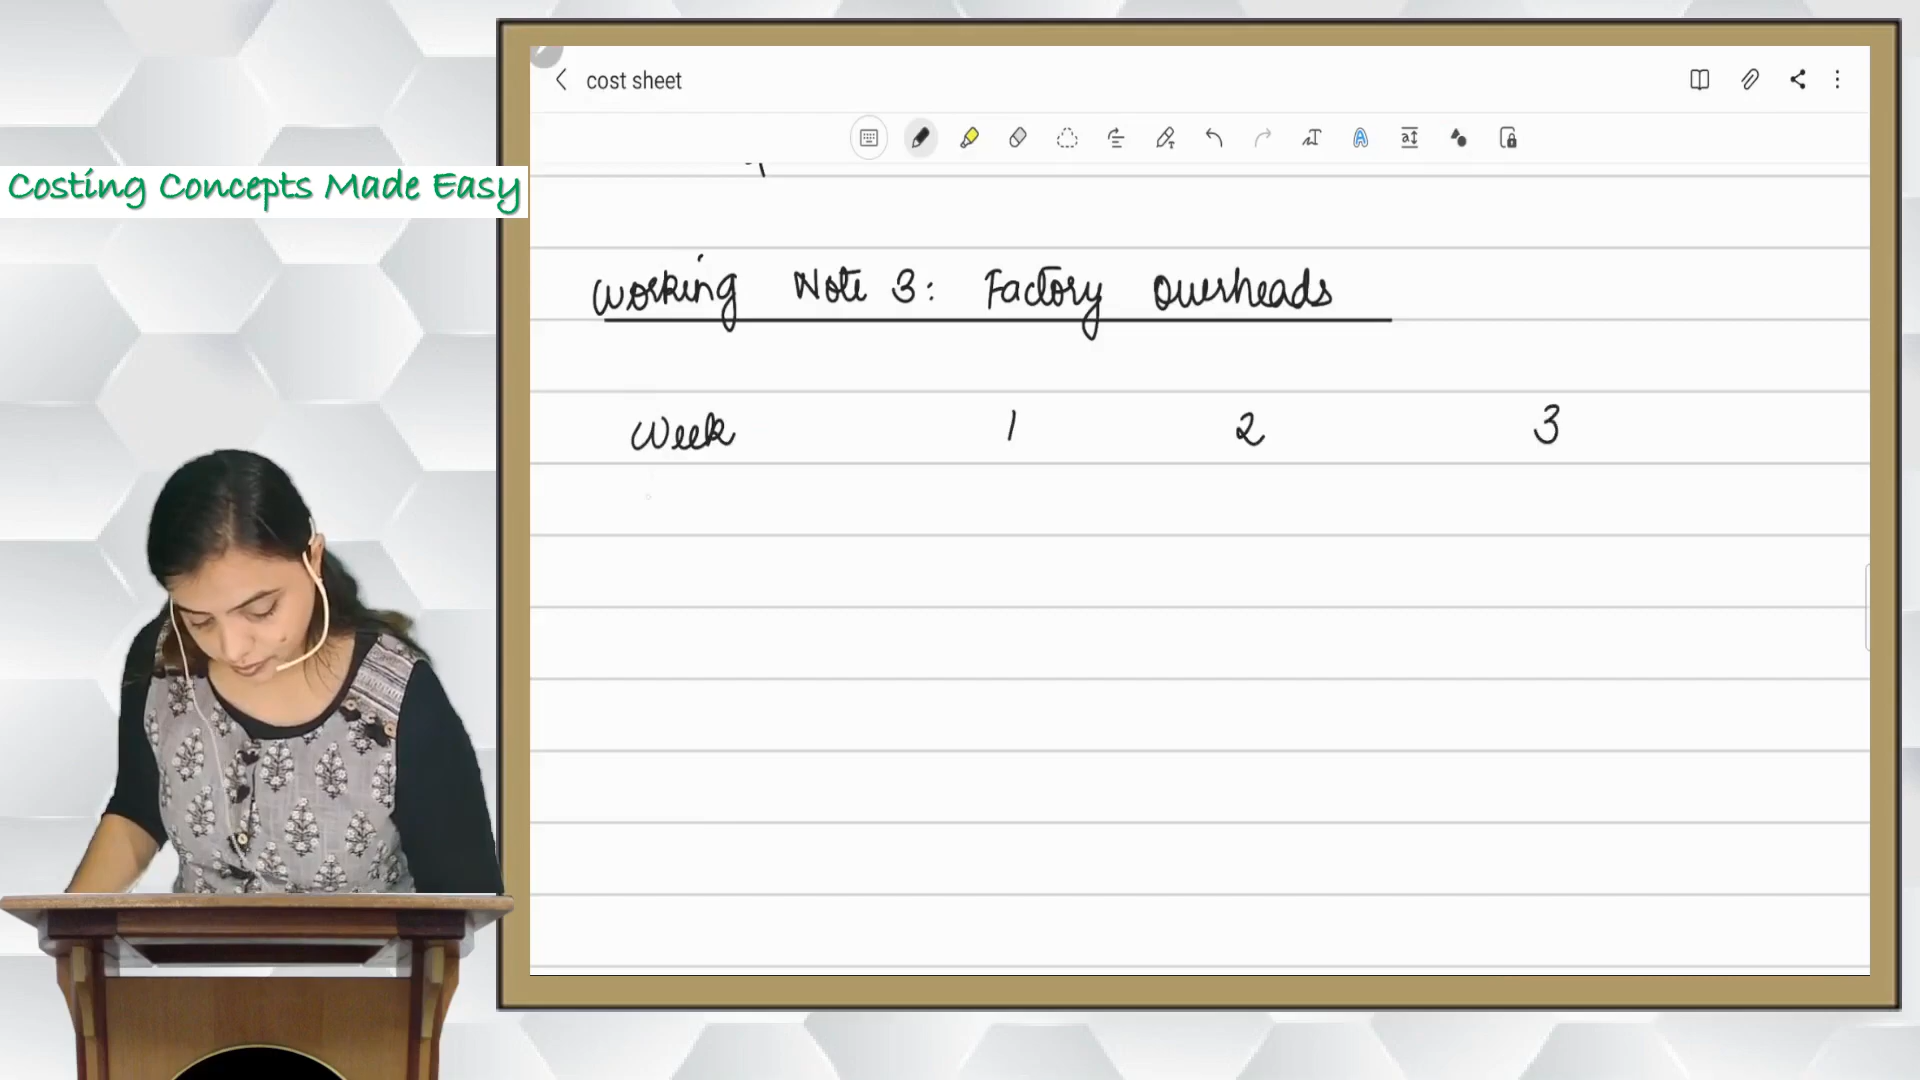 cost sheet
Costing Concepts Made Easy
Working Note 3: Factory Overheads
Week 1 2 3